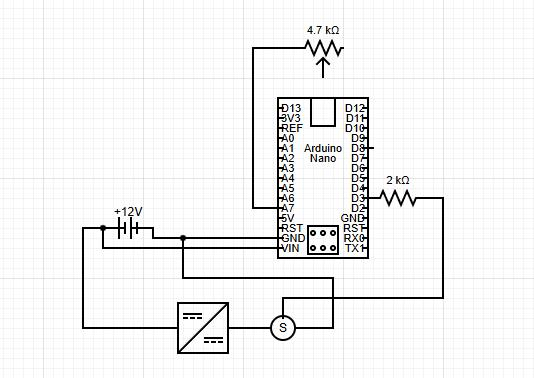 4.7 kΩ
D13 D12
3V3 D11
REF D10
A0 D9
A1 Arduino D8
A2 Nano D7
A3 D6
A4 D5
A5 D4
A6 D3
A7 D2
5V GND
RST RST
GND RX0
VIN TX1
2 kΩ
+12V
S